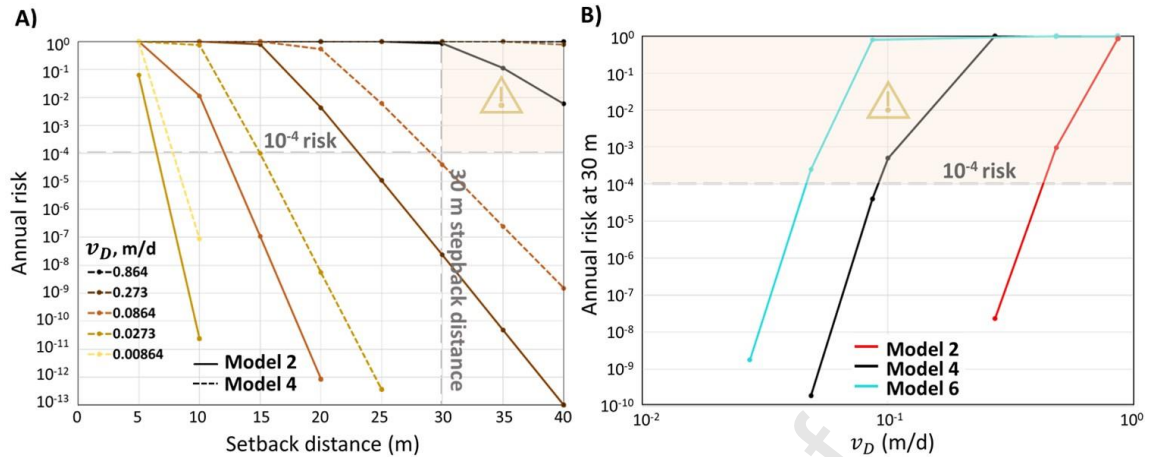 A)
10⁰
10⁻¹
10⁻²
10⁻³
10⁻⁴
10⁻⁵
10⁻⁶
10⁻⁷
10⁻⁸
10⁻⁹
10⁻¹⁰
10⁻¹¹
10⁻¹²
10⁻¹³
Annual risk
10⁻⁴ risk
30 m stepback distance
v_D, m/d
0.864
0.273
0.0864
0.0273
0.00864
Model 2
Model 4
0 5 10 15 20 25 30 35 40
Setback distance (m)
B)
10⁰
10⁻¹
10⁻²
10⁻³
10⁻⁴
10⁻⁵
10⁻⁶
10⁻⁷
10⁻⁸
10⁻⁹
10⁻¹⁰
Annual risk at 30 m
10⁻⁴ risk
Model 2
Model 4
Model 6
10⁻² 10⁻¹ 10⁰
v_D (m/d)
f